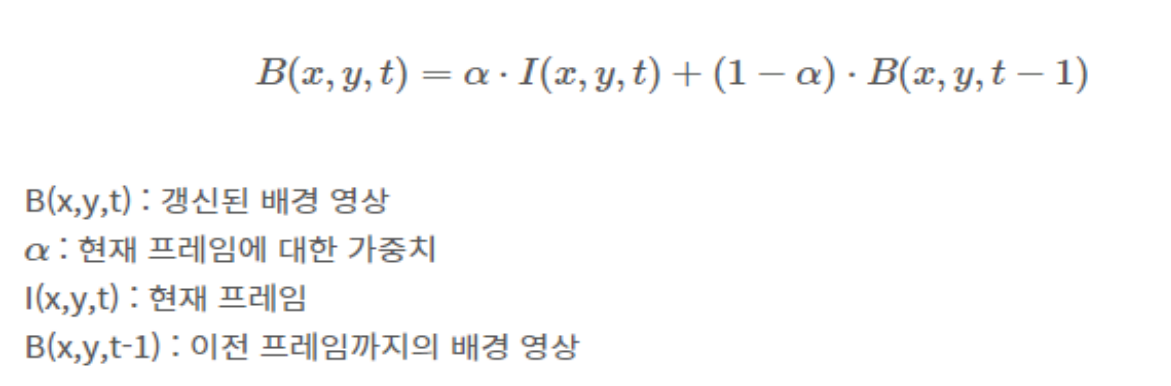 B(x,y,t) = α · I(x,y,t) + (1 − α) · B(x,y,t − 1)
B(x,y,t) : 갱신된 배경 영상
α : 현재 프레임에 대한 가중치
I(x,y,t) : 현재 프레임
B(x,y,t-1) : 이전 프레임까지의 배경 영상